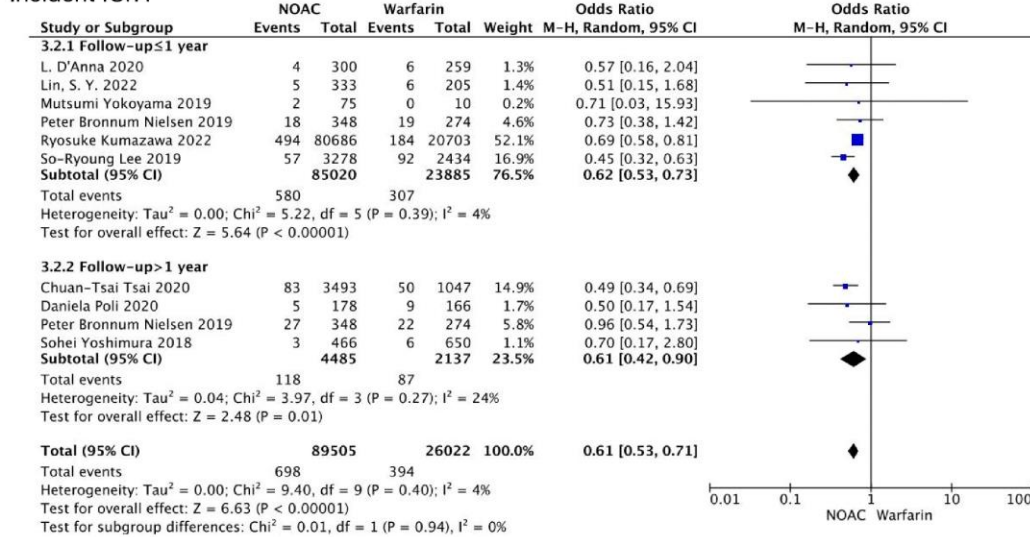 Incident
NOAC Warfarin Odds Ratio Odds Ratio
Study or Subgroup Events Total Events Total Weight M-H, Random, 95% CI M-H, Random, 95% CI
3.2.1 Follow-up≤1 year
L. D'Anna 2020 4 300 6 259 1.3% 0.57 [0.16, 2.04]
Lin, S. Y. 2022 5 333 6 205 1.4% 0.51 [0.15, 1.68]
Mutsumi Yokoyama 2019 2 75 0 10 0.2% 0.71 [0.03, 15.93]
Peter Bronnum Nielsen 2019 18 348 19 274 4.6% 0.73 [0.38, 1.42]
Ryosuke Kumazawa 2022 494 80686 184 20703 52.1% 0.69 [0.58, 0.81]
So-Ryoung Lee 2019 57 3278 92 2434 16.9% 0.45 [0.32, 0.63]
Subtotal (95% CI) 85020 23885 76.5% 0.62 [0.53, 0.73]
Total events 580 307
Heterogeneity: Tau² = 0.00; Chi² = 5.22, df = 5 (P = 0.39); I² = 4%
Test for overall effect: Z = 5.64 (P < 0.00001)
3.2.2 Follow-up>1 year
Chuan-Tsai Tsai 2020 83 3493 50 1047 14.9% 0.49 [0.34, 0.69]
Daniela Poli 2020 5 178 9 166 1.7% 0.50 [0.17, 1.54]
Peter Bronnum Nielsen 2019 27 348 22 274 5.8% 0.96 [0.54, 1.73]
Sohei Yoshimura 2018 3 466 6 650 1.1% 0.70 [0.17, 2.80]
Subtotal (95% CI) 4485 2137 23.5% 0.61 [0.42, 0.90]
Total events 118 87
Heterogeneity: Tau² = 0.04; Chi² = 3.97, df = 3 (P = 0.27); I² = 24%
Test for overall effect: Z = 2.48 (P = 0.01)
Total (95% CI) 89505 26022 100.0% 0.61 [0.53, 0.71]
Total events 698 394
Heterogeneity: Tau² = 0.00; Chi² = 9.40, df = 9 (P = 0.40); I² = 4%
Test for overall effect: Z = 6.63 (P < 0.00001)
Test for subgroup differences: Chi² = 0.01, df = 1 (P = 0.94), I² = 0%
0.01 0.1 1 10 100
NOAC Warfarin